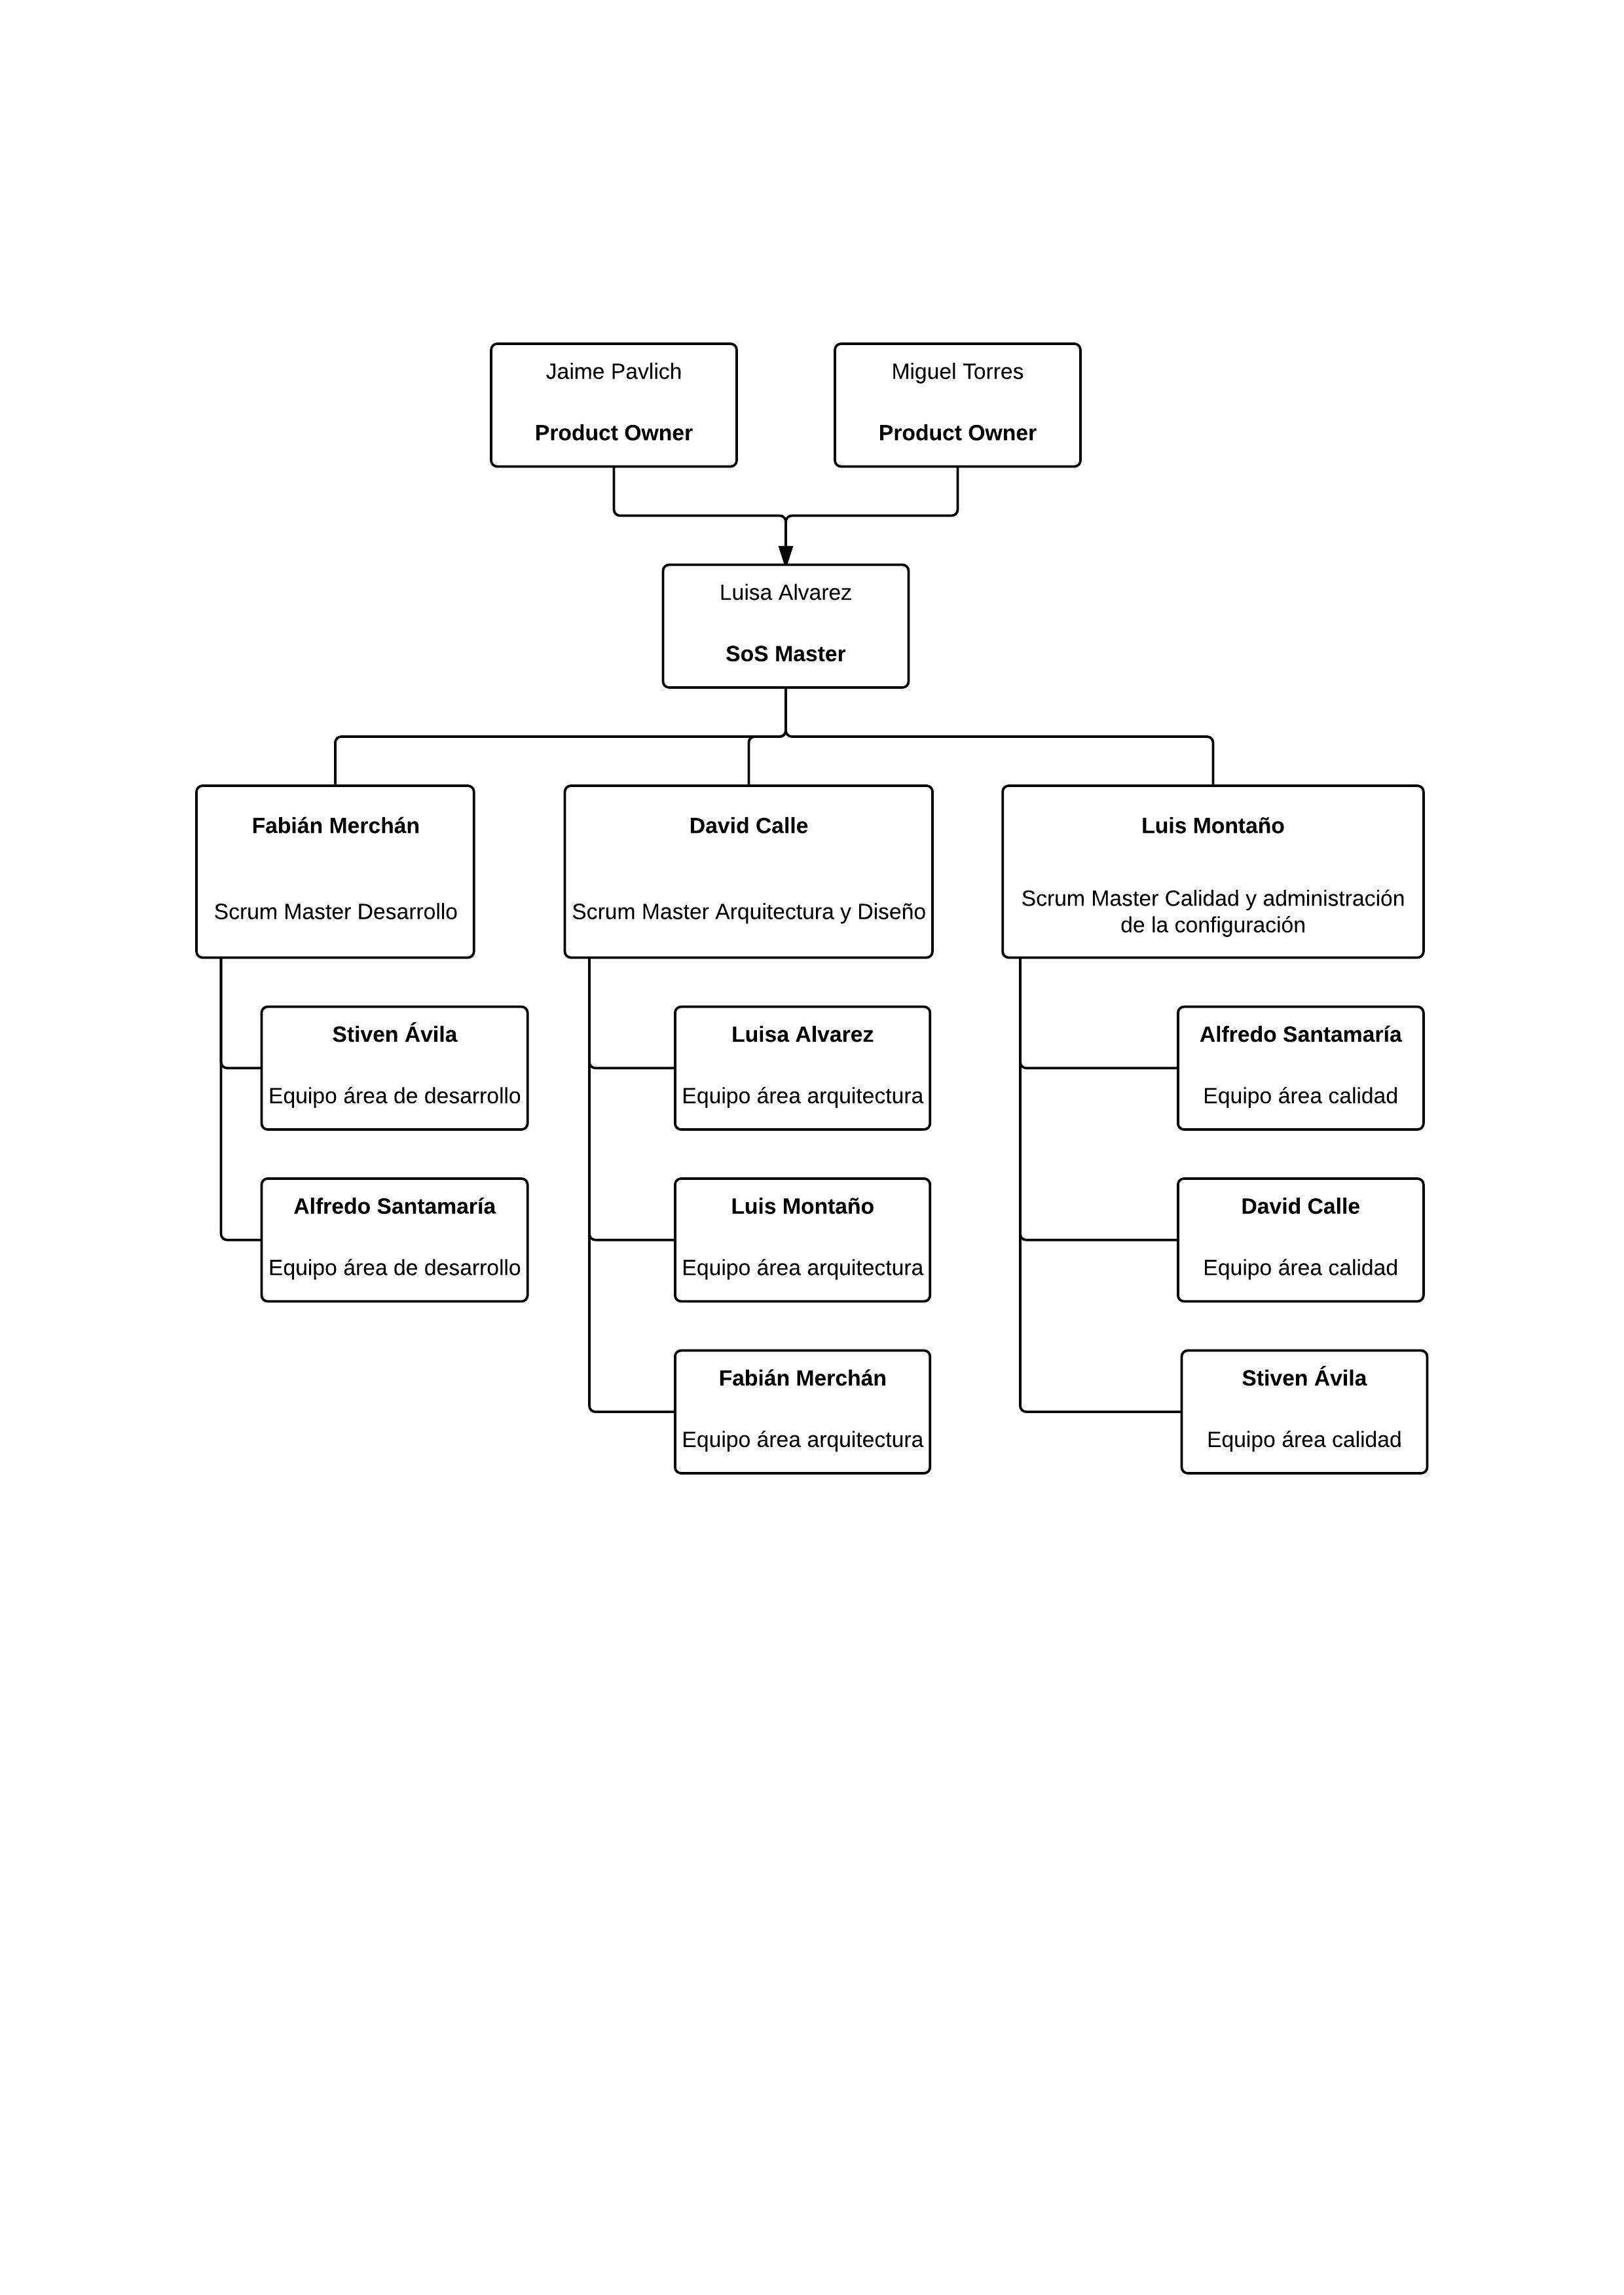 Jaime Pavlich
Product Owner
Miguel Torres
Product Owner
Luisa Alvarez
SoS Master
Fabián Merchán
Scrum Master Desarrollo
David Calle
Scrum Master Arquitectura y Diseño
Luis Montaño
Scrum Master Calidad y administración
de la configuración
Stiven Ávila
Equipo área de desarrollo
Alfredo Santamaría
Equipo área de desarrollo
Luisa Alvarez
Equipo área arquitectura
Luis Montaño
Equipo área arquitectura
Fabián Merchán
Equipo área arquitectura
Alfredo Santamaría
Equipo área calidad
David Calle
Equipo área calidad
Stiven Ávila
Equipo área calidad